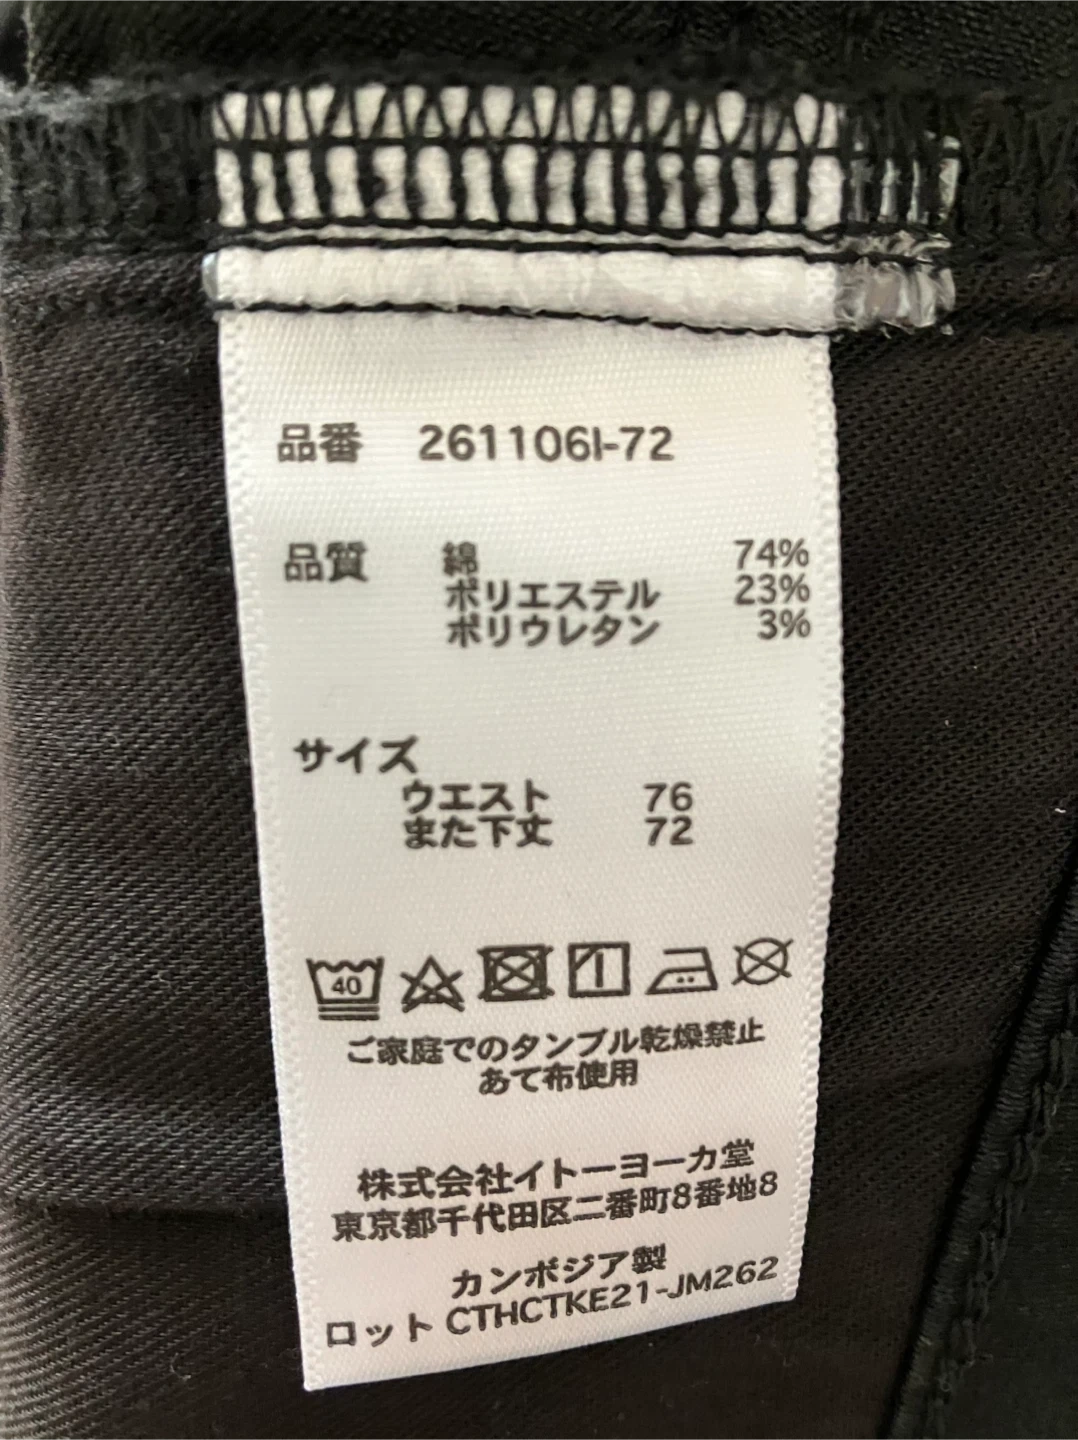 品番 261106I-72
品質 綿 74%
ポリエステル 23%
ポリウレタン 3%
サイズ
ウエスト 76
また下丈 72
40
ご家庭でのタンブル乾燥禁止
あて布使用
株式会社イトーヨーカ堂
東京都千代田区二番町8番地8
カンボジア製
ロット CTHCTKE21-JM262